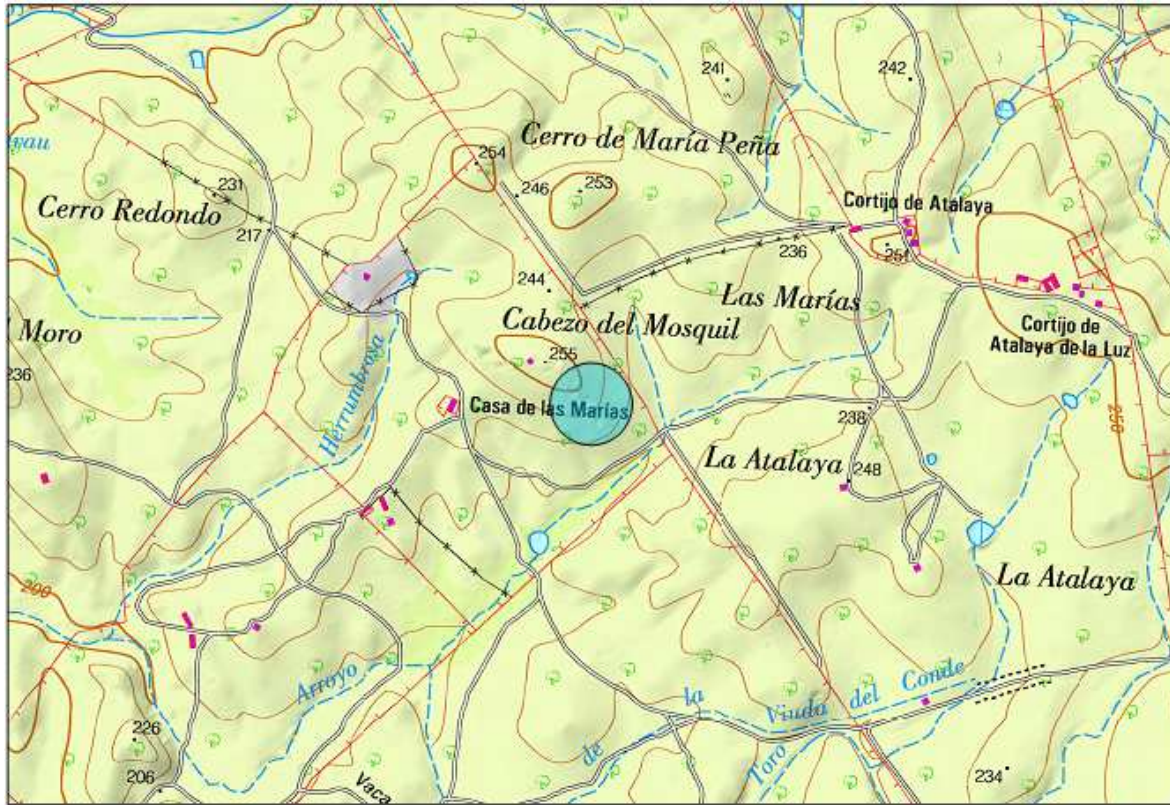 241
242
254
Cerro de María Peña
246
253
231
Cerro Redondo
217
Cortijo de Atalaya
251
236
244
Las Marías
Cabezo del Mosquil
Cortijo de
Atalaya de la Luz
Moro
236
255
Herrumbrosa
Casa de las Marías
238
250
La Atalaya
248
200
La Atalaya
Arroyo
de
la
Viuda del Conde
Toro
226
206
Vaca
234